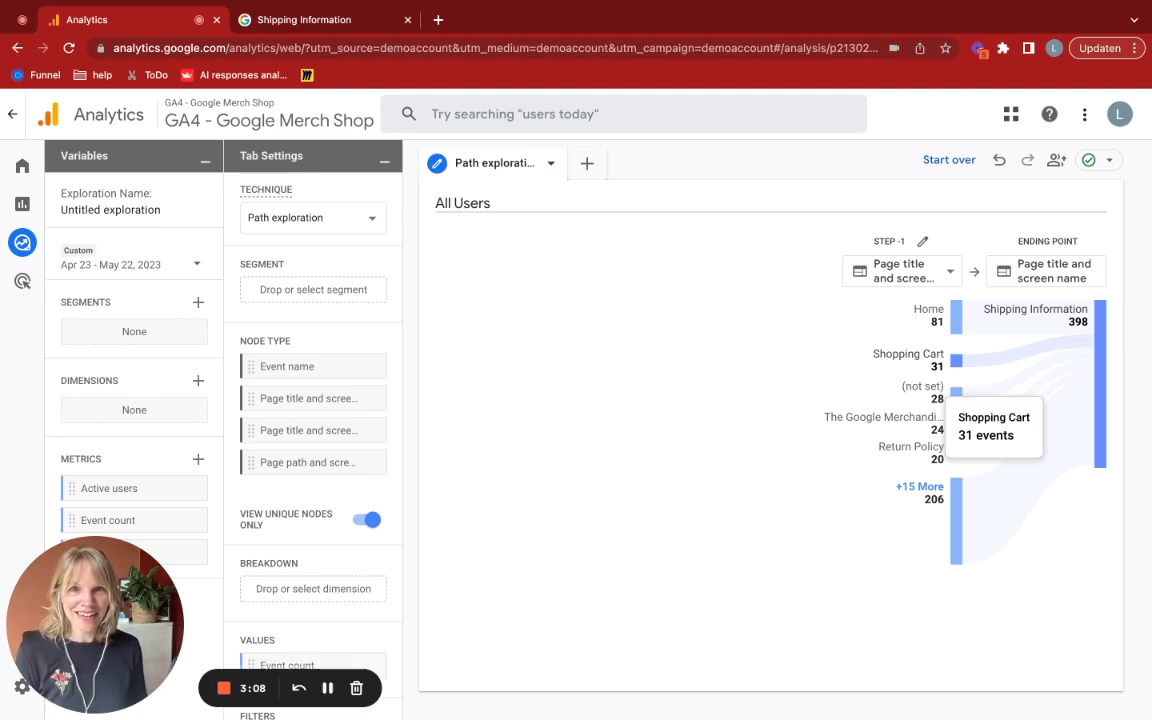 Analytics
Shipping Information
analytics.google.com/analytics/web/?utm_source=demoaccount&utm_medium=demoaccount&utm_campaign=demoaccount#/analysis/p21302...
8
L
Updaten
Funnel
help
ToDo
AI responses anal...
Analytics
GA4 - Google Merch Shop
GA4 - Google Merch Shop
Try searching "users today"
L
Variables
Tab Settings
Path explorati...
Start over
Exploration Name:
Untitled exploration
Custom
Apr 23 - May 22, 2023
SEGMENTS
None
DIMENSIONS
None
METRICS
Active users
Event count
TECHNIQUE
Path exploration
SEGMENT
Drop or select segment
NODE TYPE
Event name
Page title and scree...
Page title and scree...
Page path and scre...
VIEW UNIQUE NODES
ONLY
BREAKDOWN
Drop or select dimension
VALUES
Event count
FILTERS
All Users
STEP -1
ENDING POINT
Page title
and scree...
Page title and
screen name
Home
81
Shipping Information
398
Shopping Cart
31
(not set)
28
The Google Merchandi...
24
Return Policy
20
+15 More
206
Shopping Cart
31 events
3:08